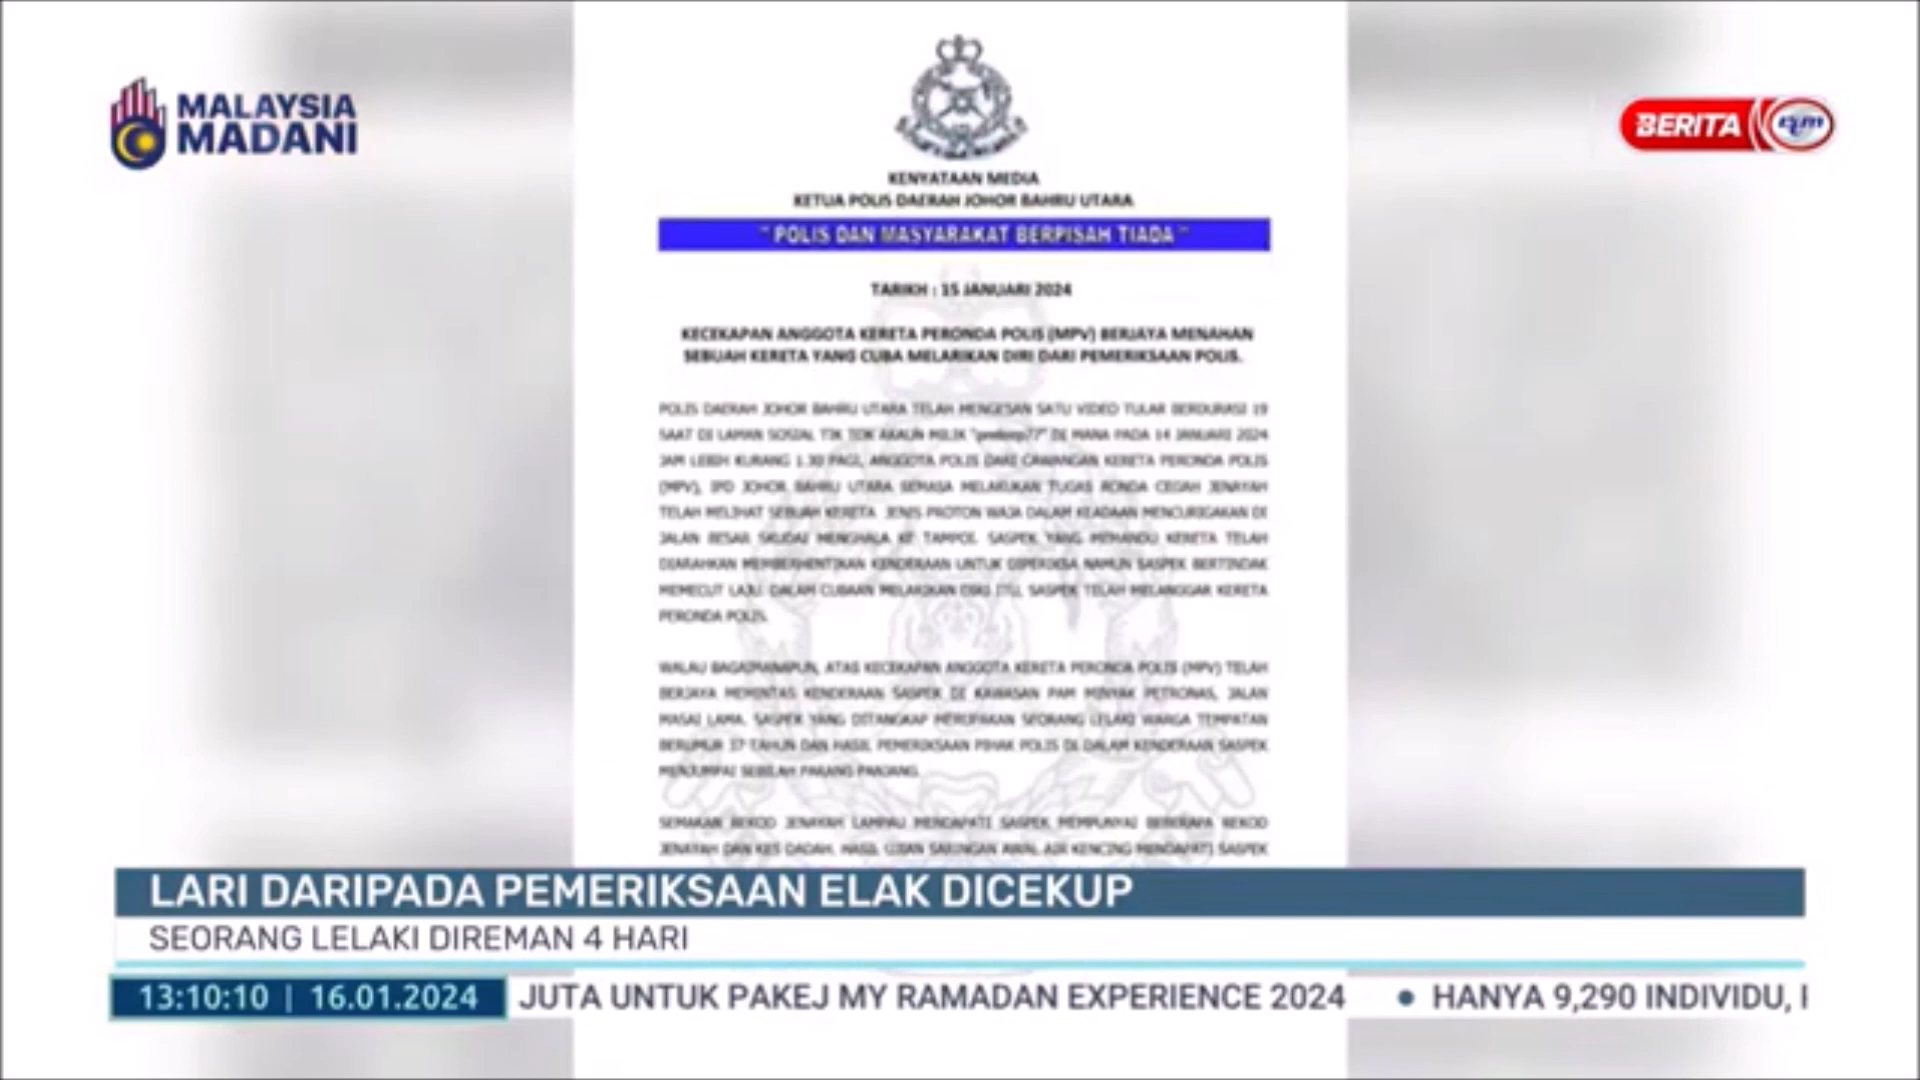 MALAYSIA
MADANI
BERITA rtm
KENYATAAN MEDIA
KETUA POLIS DAERAH JOHOR BAHRU UTARA
" POLIS DAN MASYARAKAT BERPISAH TIADA "
TARIKH : 15 JANUARI 2024
KECEKAPAN ANGGOTA KERETA PERONDA POLIS (MPV) BERJAYA MENAHAN
SEBUAH KERETA YANG CUBA MELARIKAN DIRI DARI PEMERIKSAAN POLIS.
POLIS DAERAH JOHOR BAHRU UTARA TELAH MENGESAN SATU VIDEO TULAR BERDURASI 19
SAAT DI LAMAN SOSIAL TIK TOK AKAUN MILIK DI MANA PADA 14 JANUARI 2024
JAM LEBIH KURANG 1.30 PAGI, ANGGOTA POLIS DARI CAWANGAN KERETA PERONDA POLIS
(MPV), IPD JOHOR BAHRU UTARA SEMASA MELAKUKAN TUGAS RONDA CEGAH JENAYAH
TELAH MELIHAT SEBUAH KERETA JENIS PROTON WAJA DALAM KEADAAN MENCURIGAKAN DI
JALAN BESAR SKUDAI MENGHALA KE TAMPOI. SASPEK YANG MEMANDU KERETA TELAH
DIARAHKAN MEMBERHENTIKAN KENDERAAN UNTUK DIPERIKSA NAMUN SASPEK BERTINDAK
MEMECUT LAJU. DALAM CUBAAN MELARIKAN DIRI ITU, SASPEK TELAH MELANGGAR KERETA
PERONDA POLIS.
WALAU BAGAIMANAPUN, ATAS KECEKAPAN ANGGOTA KERETA PERONDA POLIS (MPV) TELAH
BERJAYA MEMINTAS KENDERAAN SASPEK DI KAWASAN PAM MINYAK PETRONAS, JALAN
MASAI LAMA. SASPEK YANG DITANGKAP MERUPAKAN SEORANG LELAKI WARGA TEMPATAN
BERUMUR 37 TAHUN DAN HASIL PEMERIKSAAN PIHAK POLIS DI DALAM KENDERAAN SASPEK
MENJUMPAI SEBILAH PARANG PANJANG.
SEMAKAN REKOD JENAYAH LAMPAU MENDAPATI SASPEK MEMPUNYAI BEBERAPA REKOD
JENAYAH DAN KES DADAH. HASIL UJIAN SARINGAN AWAL AIR KENCING MENDAPATI SASPEK
LARI DARIPADA PEMERIKSAAN ELAK DICEKUP
SEORANG LELAKI DIREMAN 4 HARI
13:10:10 | 16.01.2024 JUTA UNTUK PAKEJ MY RAMADAN EXPERIENCE 2024 • HANYA 9,290 INDIVIDU,